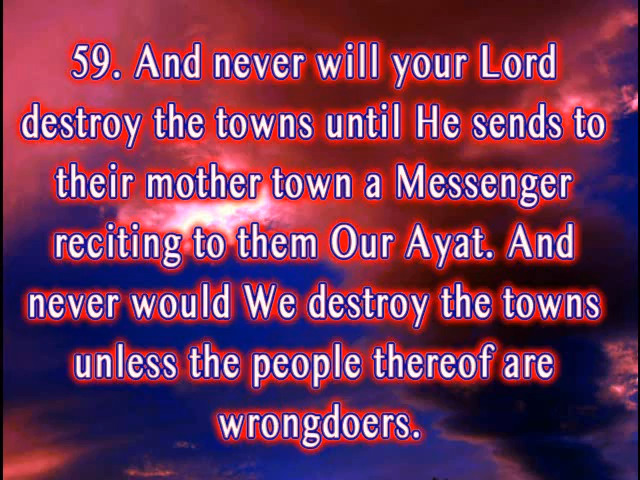 59. And never will your Lord
destroy the towns until He sends to
their mother town a Messenger
reciting to them Our Ayat. And
never would We destroy the towns
unless the people thereof are
wrongdoers.